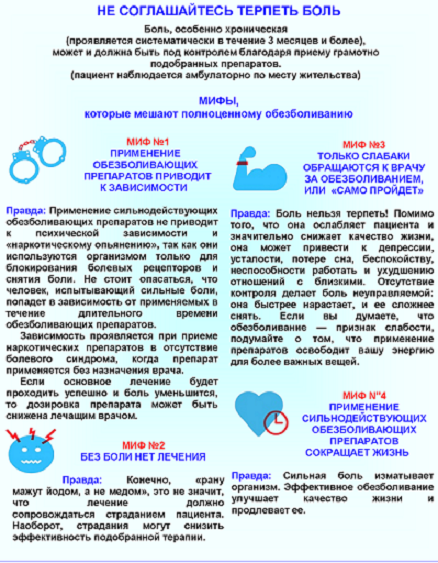 НЕ СОГЛАШАЙТЕСЬ ТЕРПЕТЬ БОЛЬ
Боль, особенно хроническая
(проявляется систематически в течение 3 месяцев и более),
может и должна быть под контролем благодаря приему грамотно
подобранных препаратов.
(пациент наблюдается амбулаторно по месту жительства)
МИФЫ,
которые мешают полноценному обезболиванию
МИФ №1
ПРИМЕНЕНИЕ
ОБЕЗБОЛИВАЮЩИХ
ПРЕПАРАТОВ ПРИВОДИТ
К ЗАВИСИМОСТИ
Правда: Применение сильнодействующих
обезболивающих препаратов не приводит
к психической зависимости и
«наркотическому опьянению», так как они
используются организмом только для
блокирования болевых рецепторов и
снятия боли. Не стоит опасаться, что
человек, испытывающий сильные боли,
попадет в зависимость от применяемых в
течение длительного времени
обезболивающих препаратов.
Зависимость проявляется при приеме
наркотических препаратов в отсутствие
болевого синдрома, когда препарат
применяется без назначения врача.
Если основное лечение будет
проходить успешно и боль уменьшится,
то дозировка препарата может быть
снижена лечащим врачом.
МИФ №2
БЕЗ БОЛИ НЕТ ЛЕЧЕНИЯ
Правда: Конечно, «рану
мажут йодом, а не медом», это не значит,
что лечение должно
сопровождаться страданием пациента.
Наоборот, страдания могут снизить
эффективность подобранной терапии.
МИФ №3
ТОЛЬКО СЛАБАКИ
ОБРАЩАЮТСЯ К ВРАЧУ
ЗА ОБЕЗБОЛИВАНИЕМ,
ИЛИ «САМО ПРОЙДЕТ»
Правда: Боль нельзя терпеть! Помимо
того, что она ослабляет пациента и
значительно снижает качество жизни,
она может привести к депрессии,
усталости, потере сна, беспокойству,
неспособности работать и ухудшению
отношений с близкими. Отсутствие
контроля делает боль неуправляемой:
она быстрее нарастает, и ее сложнее
снять. Если вы думаете, что
обезболивание — признак слабости,
подумайте о том, что применение
препаратов освободит вашу энергию
для более важных вещей.
МИФ №4
ПРИМЕНЕНИЕ
СИЛЬНОДЕЙСТВУЮЩИХ
ОБЕЗБОЛИВАЮЩИХ
ПРЕПАРАТОВ
СОКРАЩАЕТ ЖИЗНЬ
Правда: Сильная боль изматывает
организм. Эффективное обезболивание
улучшает качество жизни и
продлевает ее.